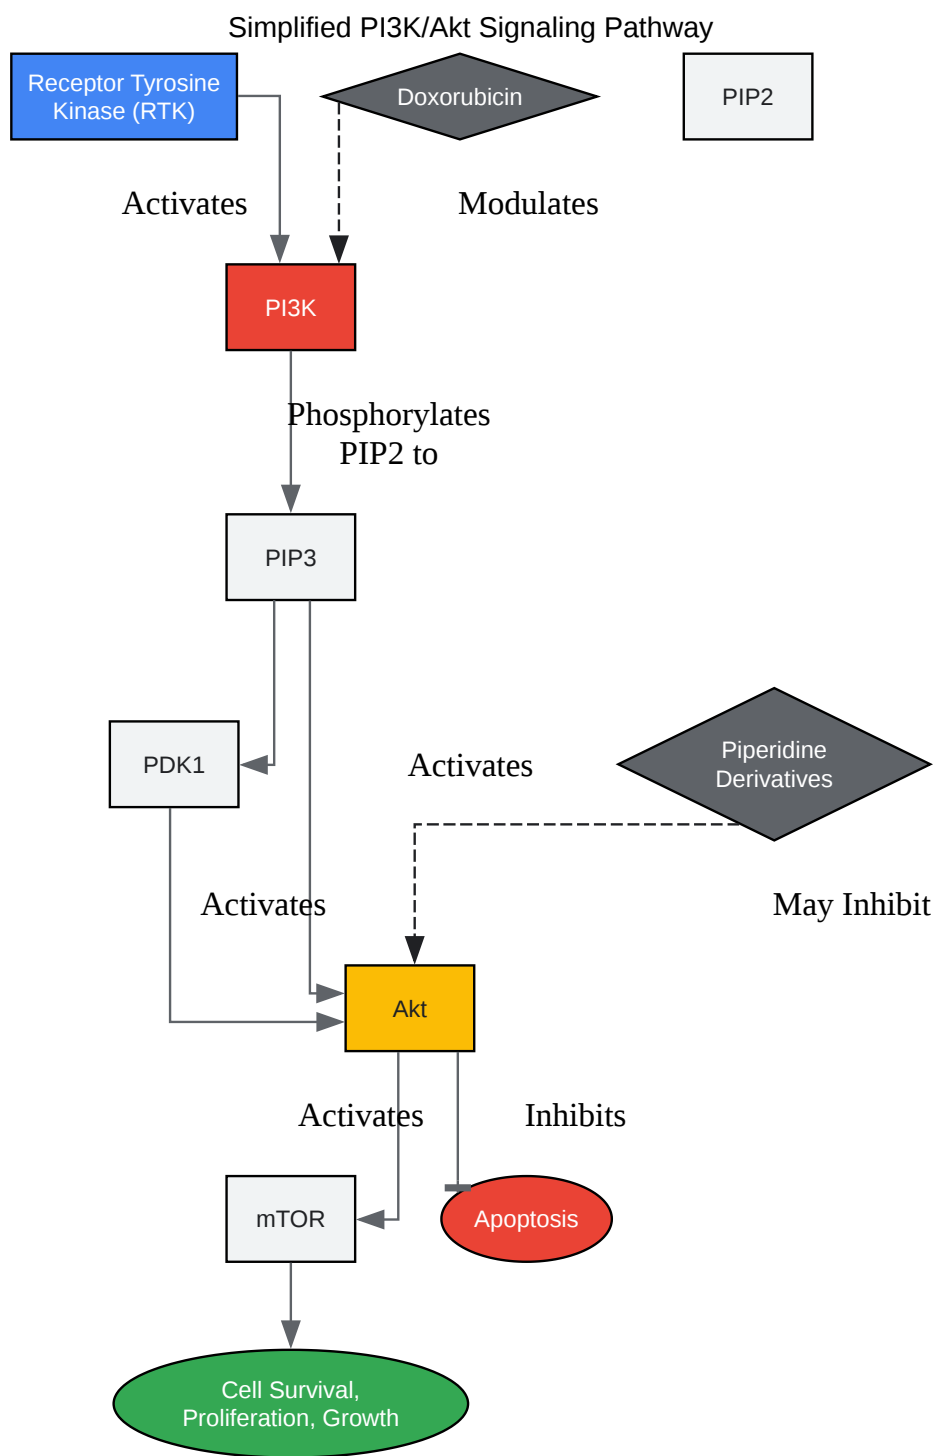 Simplified PI3K/Akt Signaling Pathway
Receptor Tyrosine
Kinase (RTK)
Doxorubicin
PIP2
Activates
Modulates
PI3K
Phosphorylates
PIP2 to
PIP3
PDK1
Activates
Piperidine
Derivatives
Activates
May Inhibit
Akt
Activates
Inhibits
mTOR
Apoptosis
Cell Survival,
Proliferation, Growth